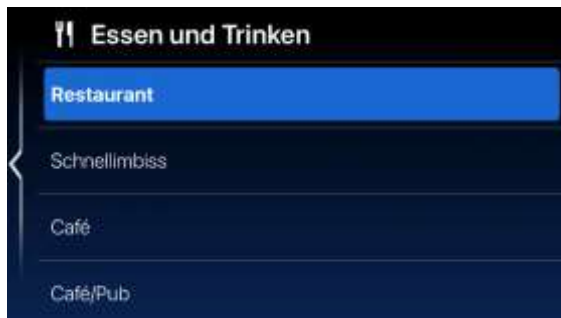 Essen und Trinken
Restaurant
Schnellimbiss
Café
Café/Pub